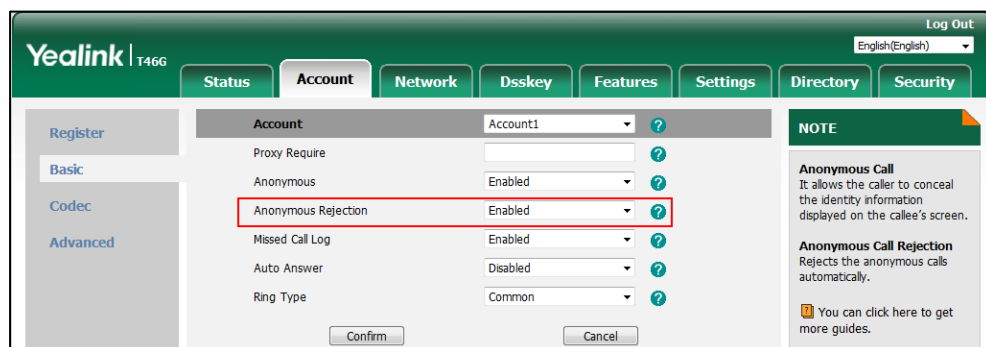 Log Out
Yealink T46G
English(English)
Status Account Network Dsskey Features Settings Directory Security
Register
Basic
Codec
Advanced
Account Account1
Proxy Require
Anonymous Enabled
Anonymous Rejection Enabled
Missed Call Log Enabled
Auto Answer Disabled
Ring Type Common
Confirm Cancel
NOTE
Anonymous Call
It allows the caller to conceal
the identity information
displayed on the callee's screen.
Anonymous Call Rejection
Rejects the anonymous calls
automatically.
You can click here to get
more guides.